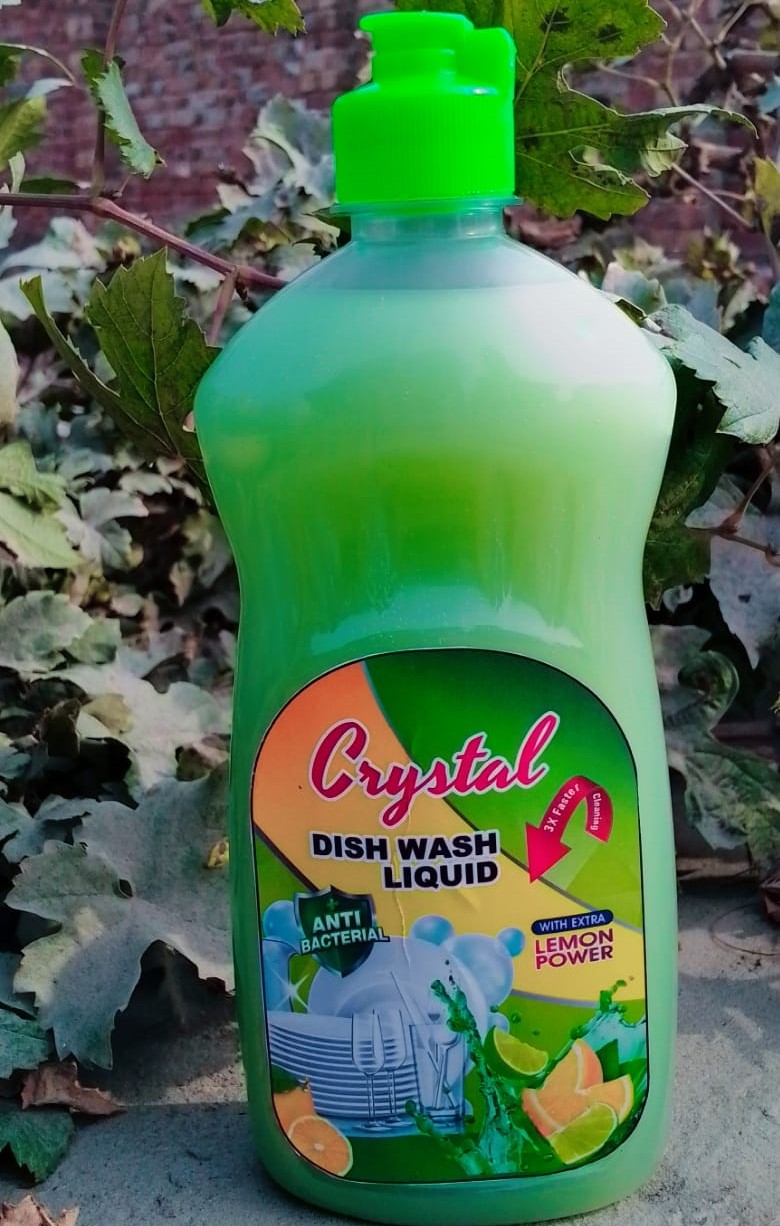 Crystal
3X Faster Cleaning
DISH WASH
LIQUID
ANTI
BACTERIAL
WITH EXTRA
LEMON
POWER